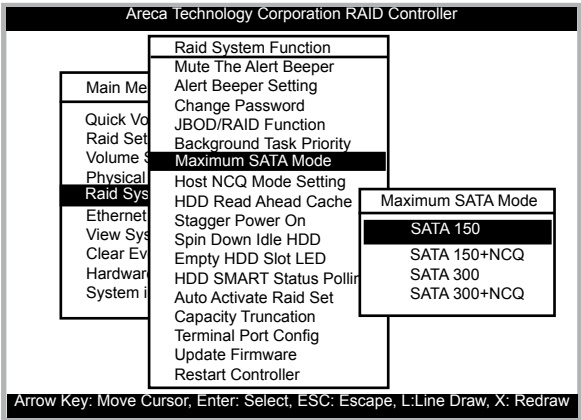 Areca Technology Corporation RAID Controller
Main Me
Quick Vo
Raid Set
Volume S
Physical
Raid Sys
Ethernet
View Sys
Clear Ev
Hardwar
System i
Raid System Function
Mute The Alert Beeper
Alert Beeper Setting
Change Password
JBOD/RAID Function
Background Task Priority
Maximum SATA Mode
Host NCQ Mode Setting
HDD Read Ahead Cache
Stagger Power On
Spin Down Idle HDD
Empty HDD Slot LED
HDD SMART Status Pollin
Auto Activate Raid Set
Capacity Truncation
Terminal Port Config
Update Firmware
Restart Controller
Maximum SATA Mode
SATA 150
SATA 150+NCQ
SATA 300
SATA 300+NCQ
Arrow Key: Move Cursor, Enter: Select, ESC: Escape, L:Line Draw, X: Redraw